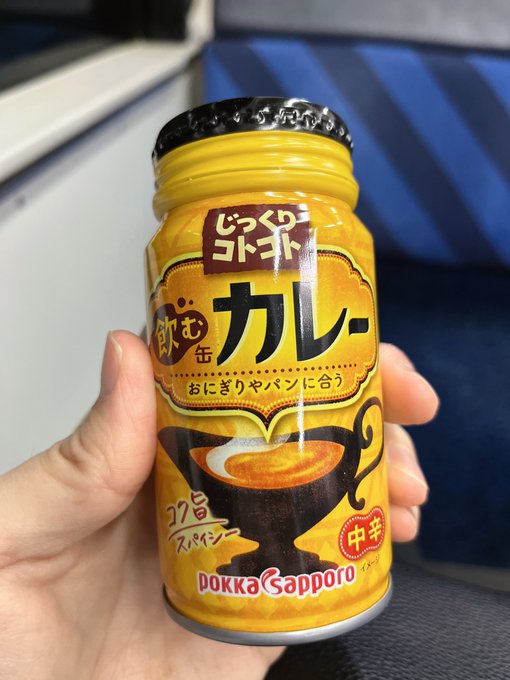 じっくり
コトコト
飲む缶
カレー
おにぎりやパンに合う
コク旨
スパイシー
中辛
pokka sapporo
イメージ